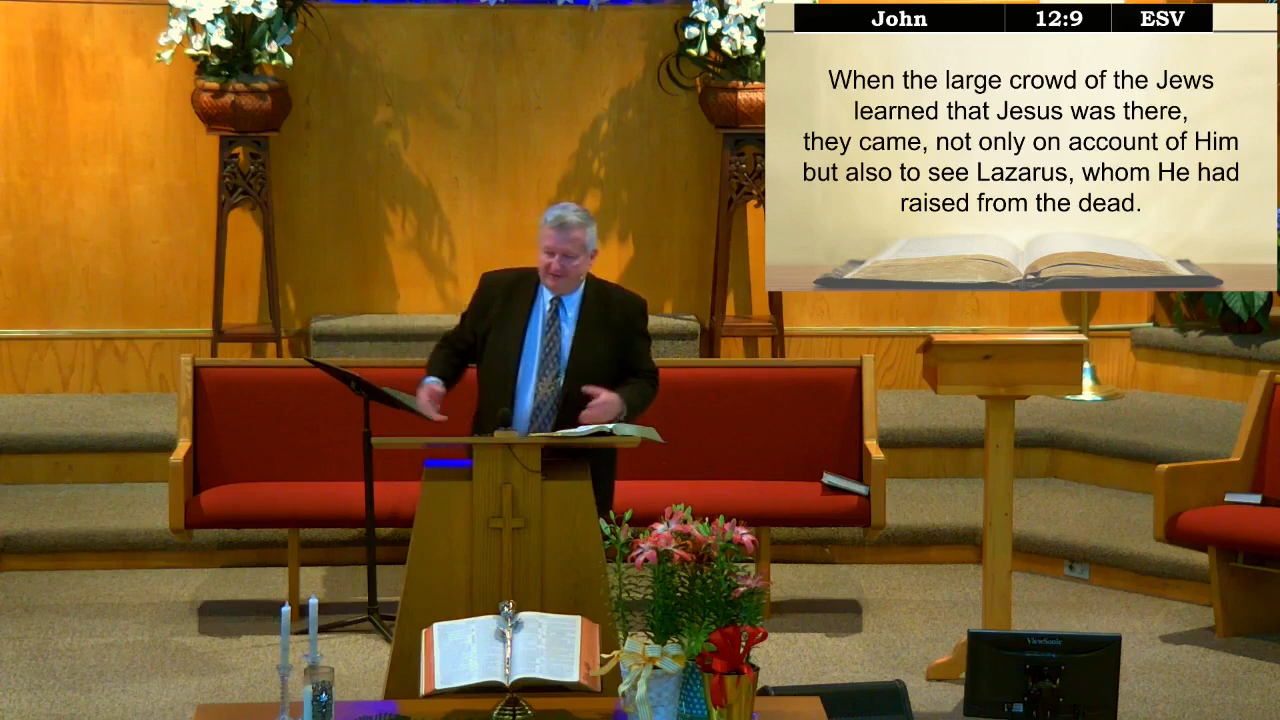 John 12:9 ESV
When the large crowd of the Jews
learned that Jesus was there,
they came, not only on account of Him
but also to see Lazarus, whom He had
raised from the dead.
ViewSonic